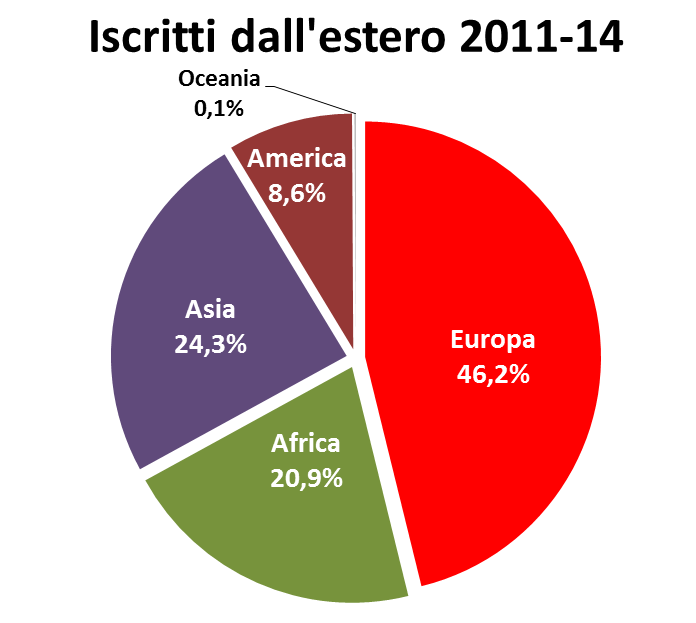 Iscritti dall'estero 2011-14
Oceania
0,1%
America
8,6%
Asia
24,3%
Europa
46,2%
Africa
20,9%